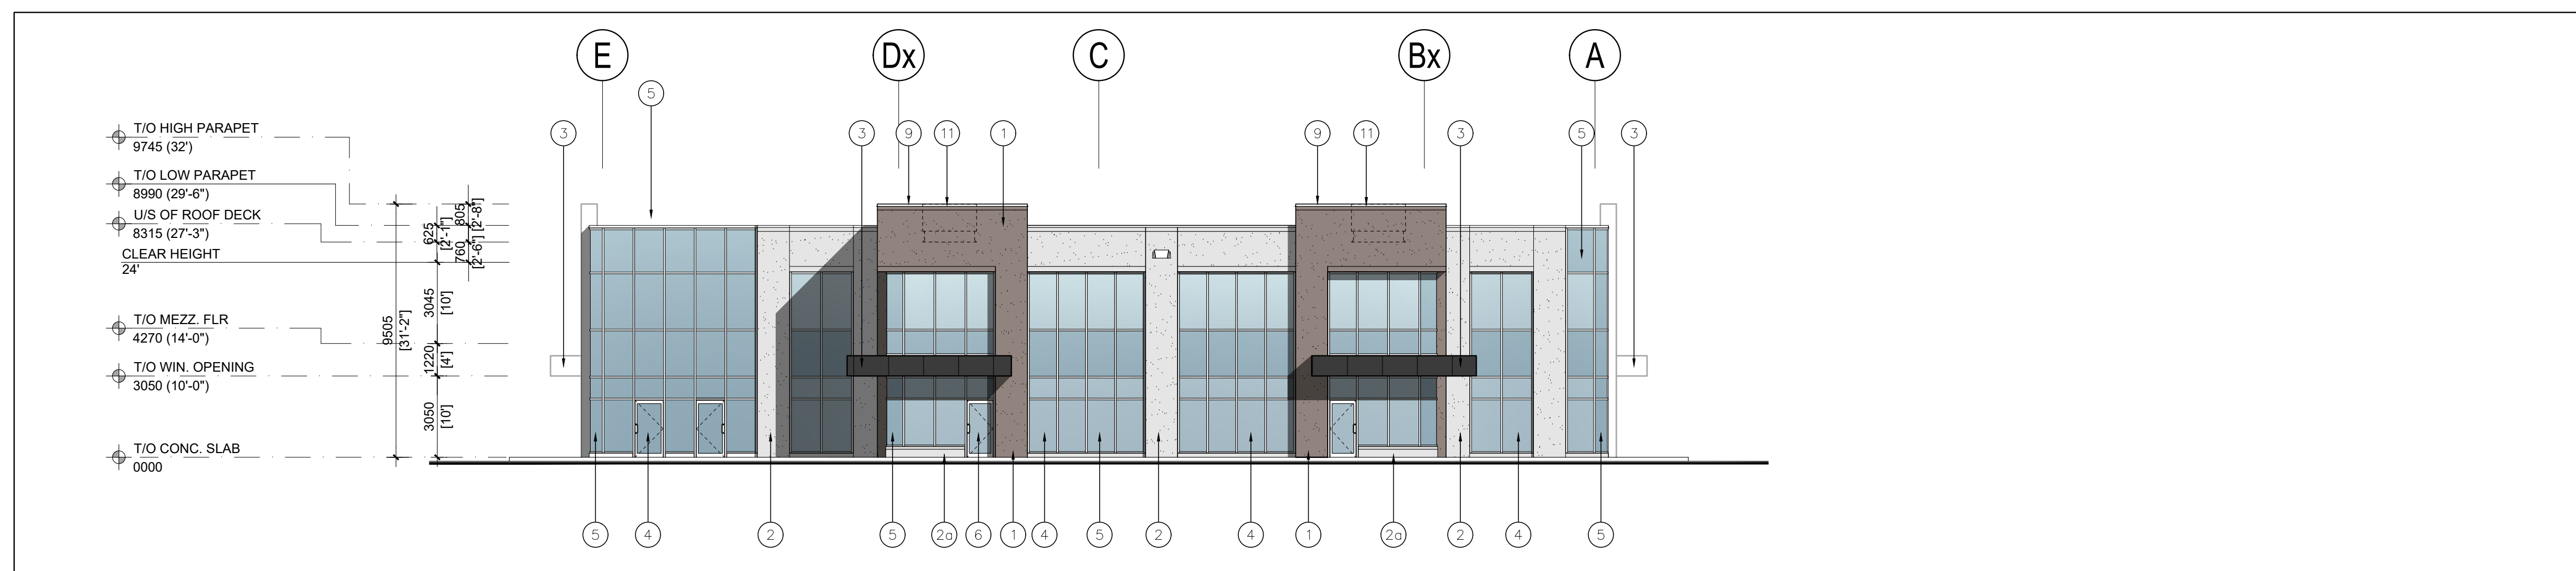 E Dx C Bx A
5
3 3 9 11 1 9 11 3 5 3
T/O HIGH PARAPET
9745 (32')
T/O LOW PARAPET
8990 (29'-6")
U/S OF ROOF DECK
8315 (27'-3")
CLEAR HEIGHT
24'
T/O MEZZ. FLR
4270 (14'-0")
T/O WIN. OPENING
3050 (10'-0")
T/O CONC. SLAB
0000
9505
[31'-2"]
625
[2'-1"]
805
[2'-8"]
760
[2'-6"]
3045
[10']
1220
[4']
3050
[10']
5 4 2 5 2a 6 1 4 5 2 4 1 2a 2 4 5